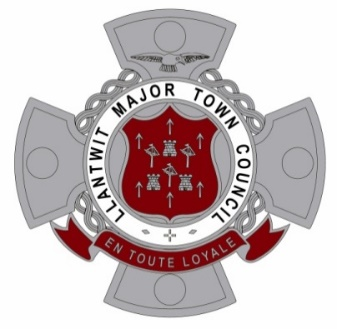 LLANTWIT MAJOR TOWN COUNCIL
EN TOUTE LOYALE